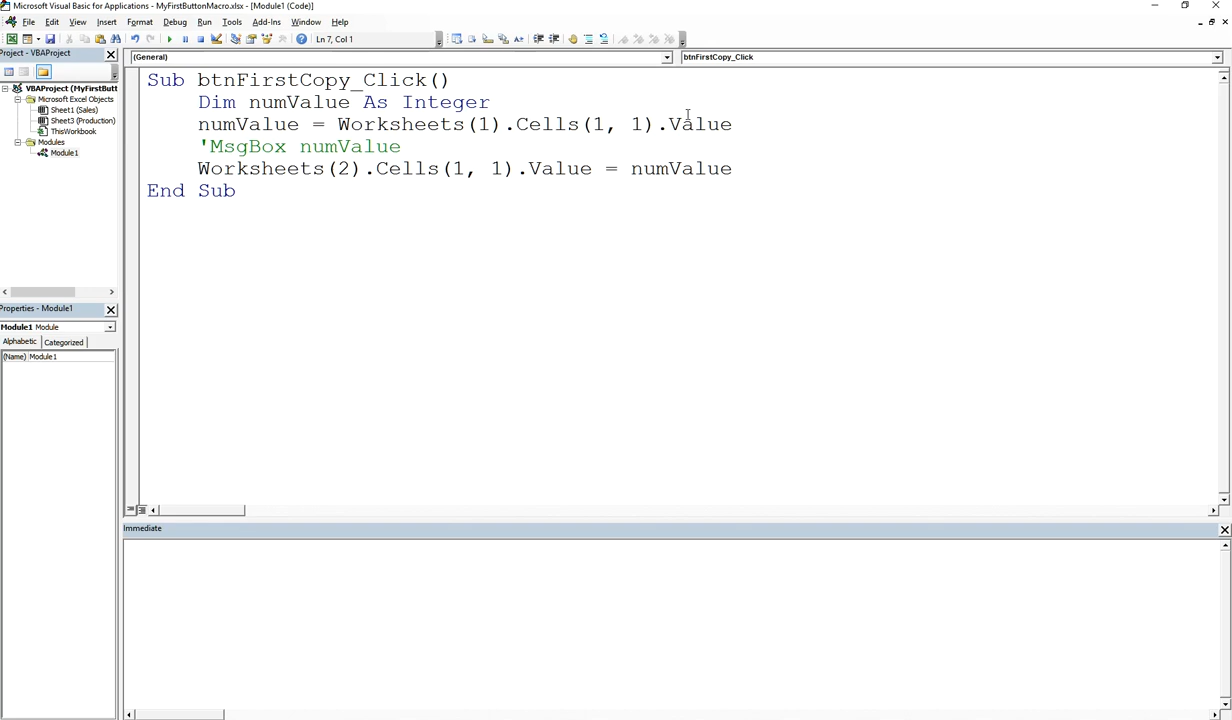 Microsoft Visual Basic for Applications - MyFirstButtonMacro.xlsx - [Module1 (Code)]
File Edit View Insert Format Debug Run Tools Add-Ins Window Help
Ln 7, Col 1
Project - VBAProject
(General)
btnFirstCopy_Click
VBAProject (MyFirstButt
Microsoft Excel Objects
Sheet1 (Sales)
Sheet3 (Production)
ThisWorkbook
Modules
Module1
Sub btnFirstCopy_Click()
Dim numValue As Integer
numValue = Worksheets(1).Cells(1, 1).Value
'MsgBox numValue
Worksheets(2).Cells(1, 1).Value = numValue
End Sub
Properties - Module1
Module1 Module
Alphabetic Categorized
(Name) Module1
Immediate